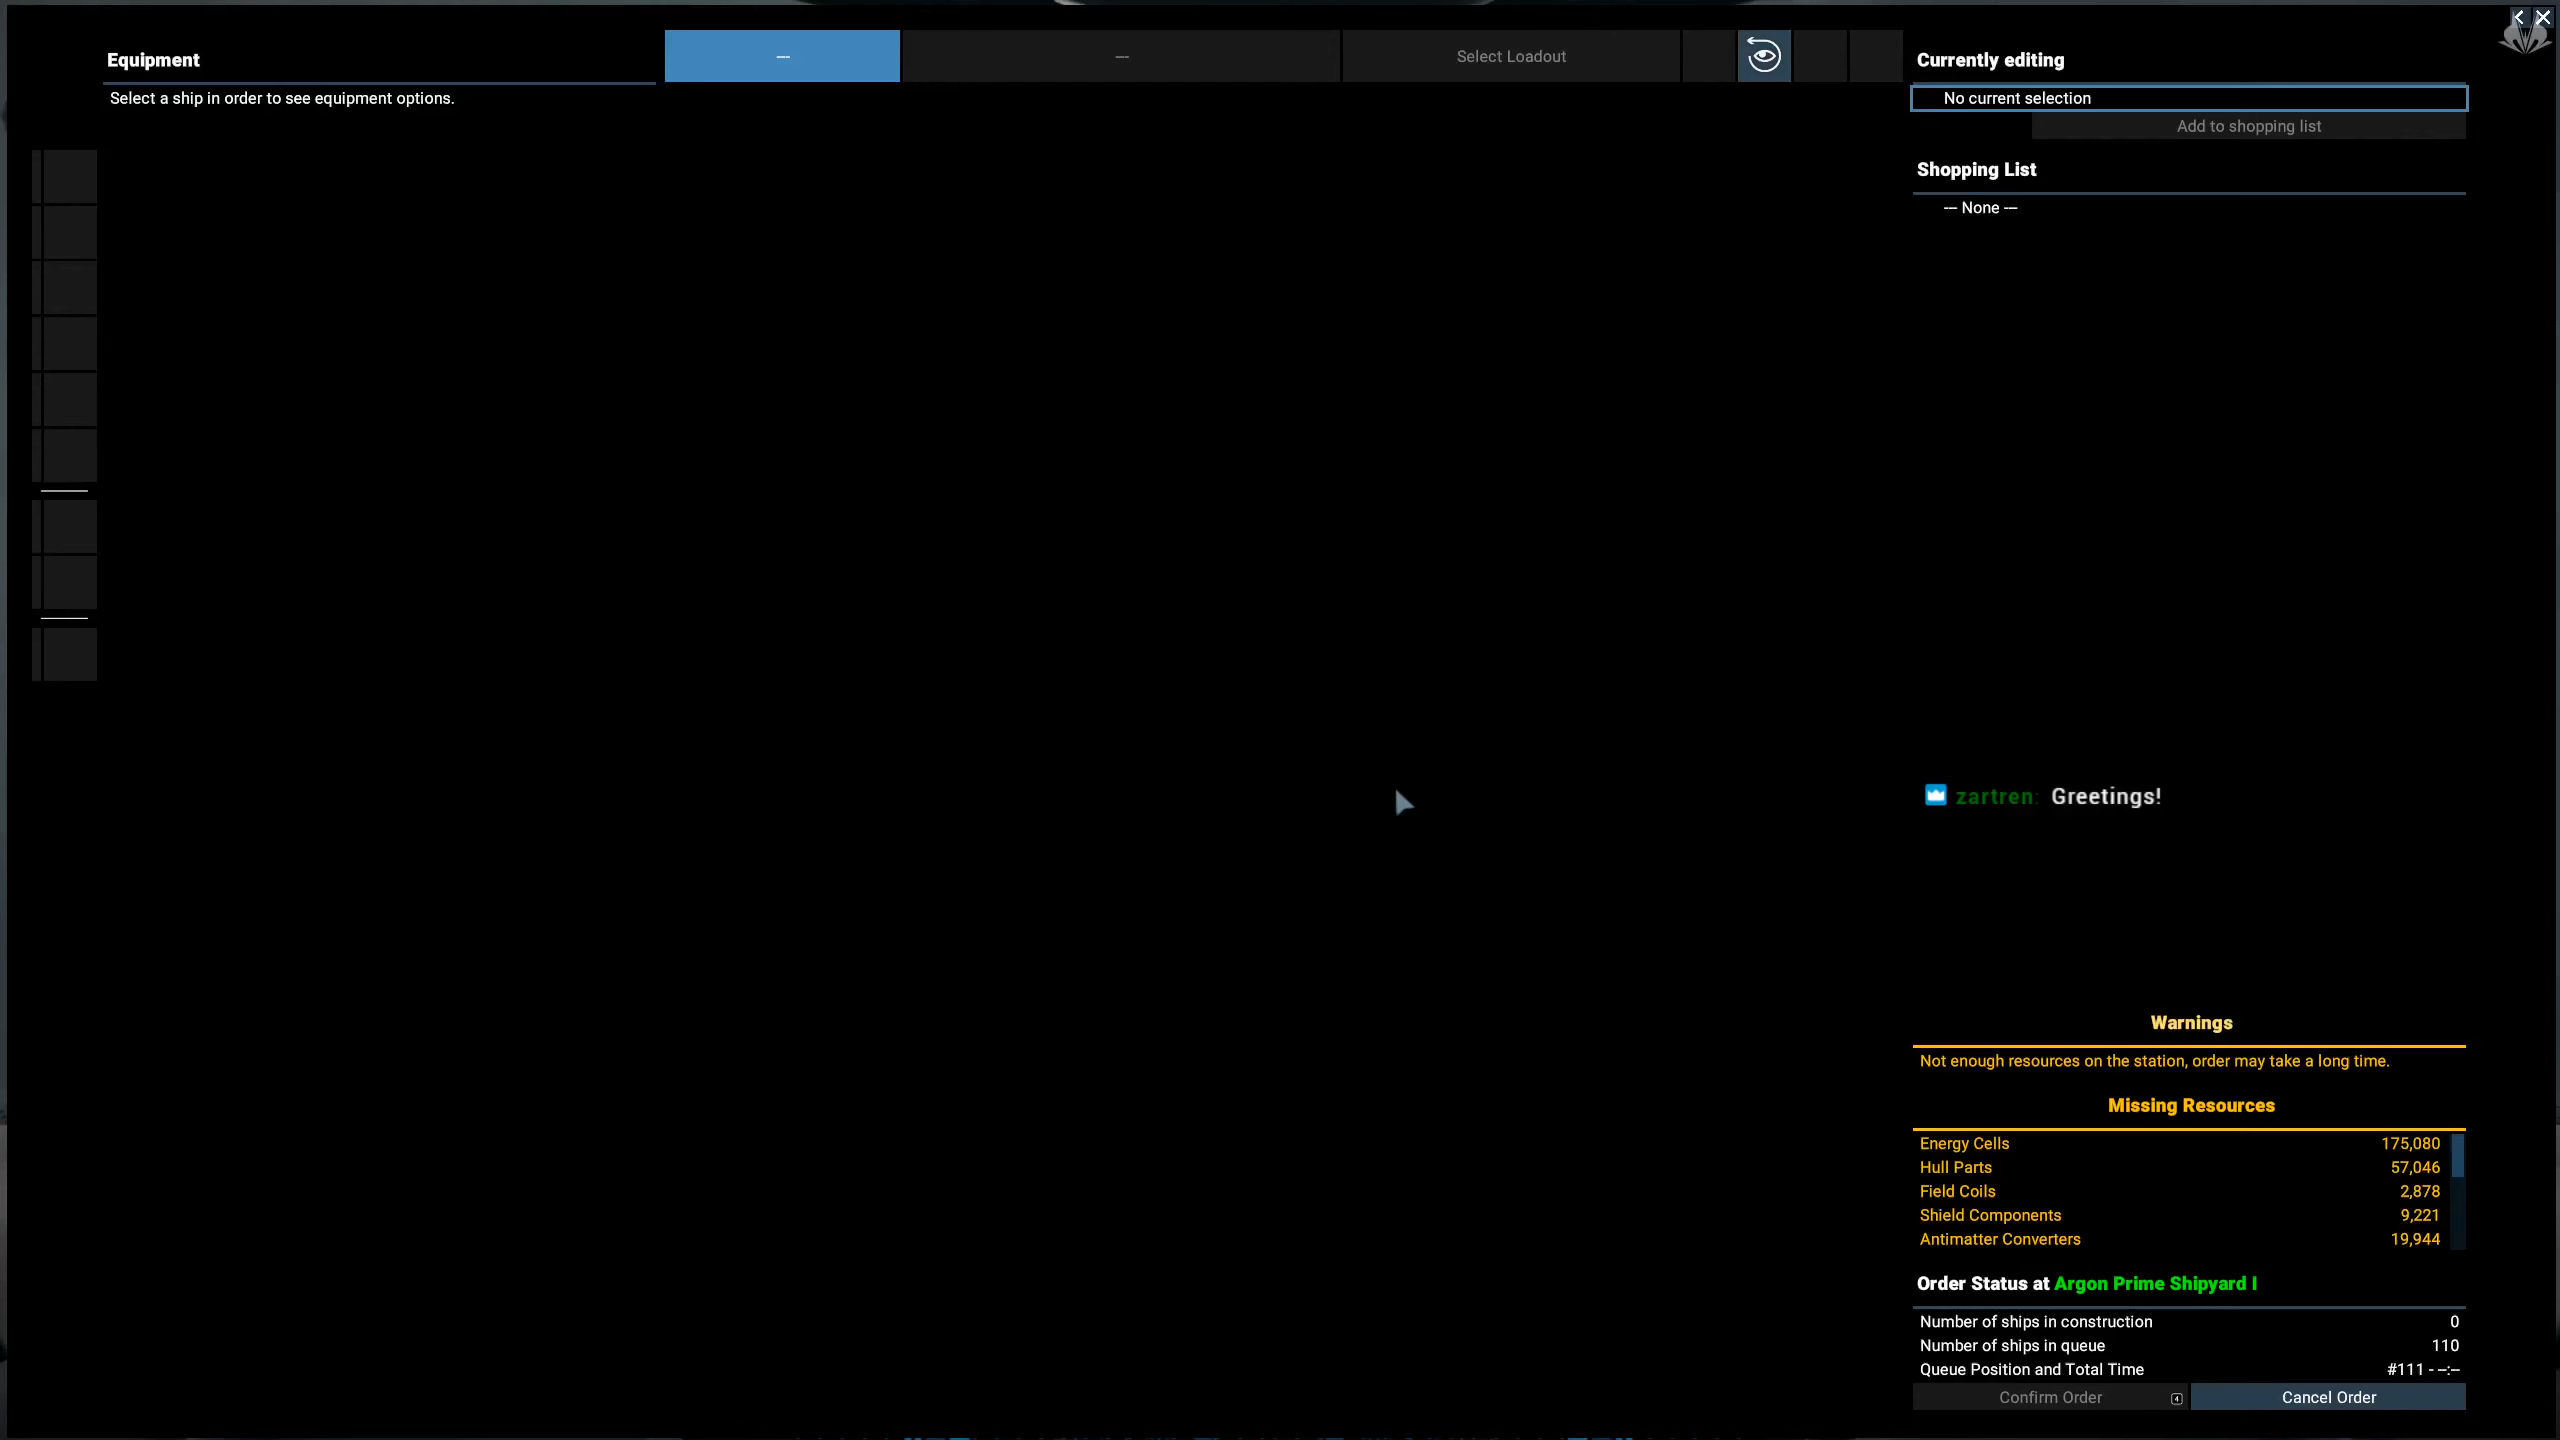 Equipment
Select a ship in order to see equipment options.
---
---
Select Loadout
Currently editing
No current selection
Add to shopping list
Shopping List
--- None ---
zartren: Greetings!
Warnings
Not enough resources on the station, order may take a long time.
Missing Resources
Energy Cells 175,080
Hull Parts 57,046
Field Coils 2,878
Shield Components 9,221
Antimatter Converters 19,944
Order Status at Argon Prime Shipyard I
Number of ships in construction 0
Number of ships in queue 110
Queue Position and Total Time #111 - --:--
Confirm Order
Cancel Order